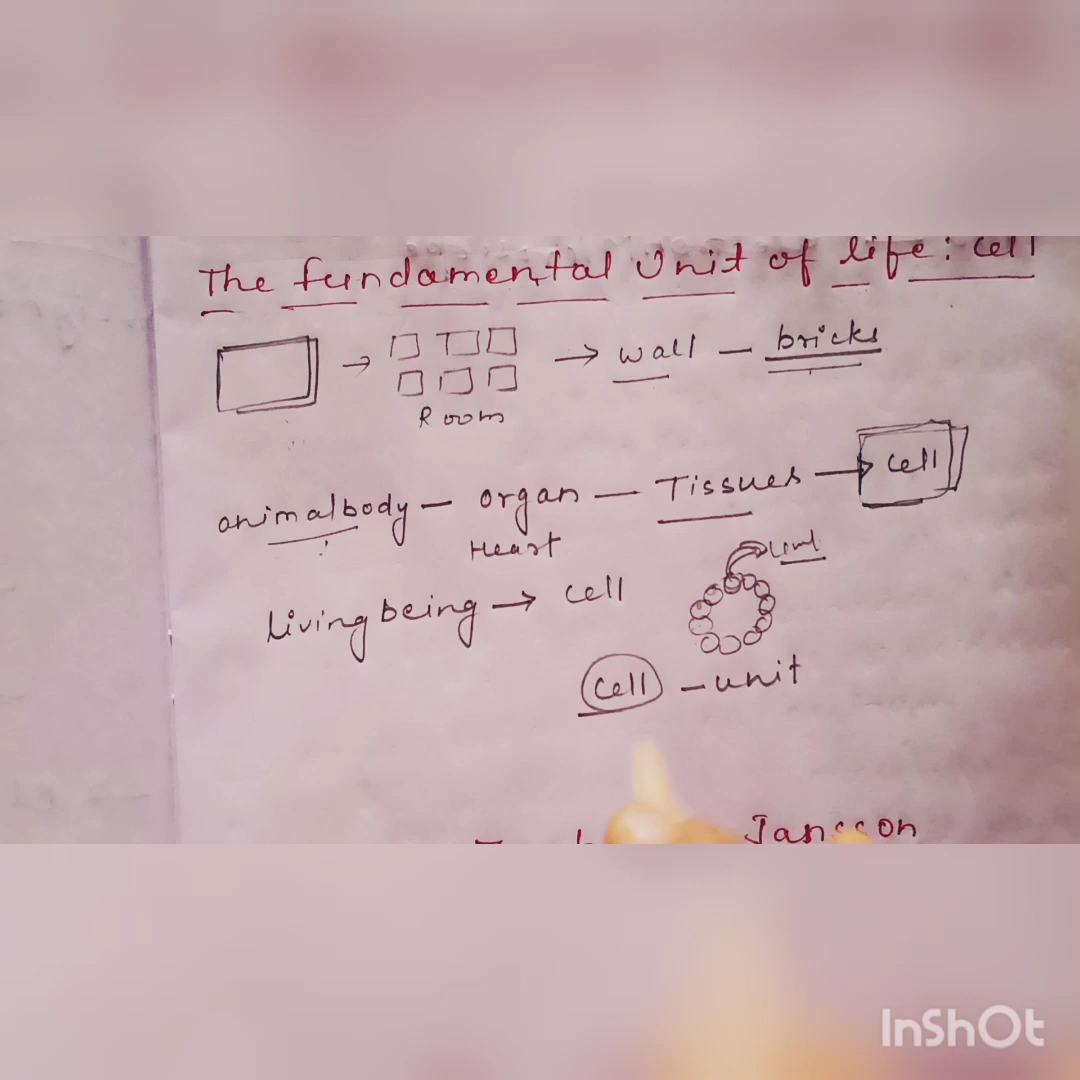 The fundamental Unit of life: Cell
→ Room → wall – bricks
animalbody – organ – Tissues → cell
Heart
Living being → cell
cell – unit
Jansson
InShOt